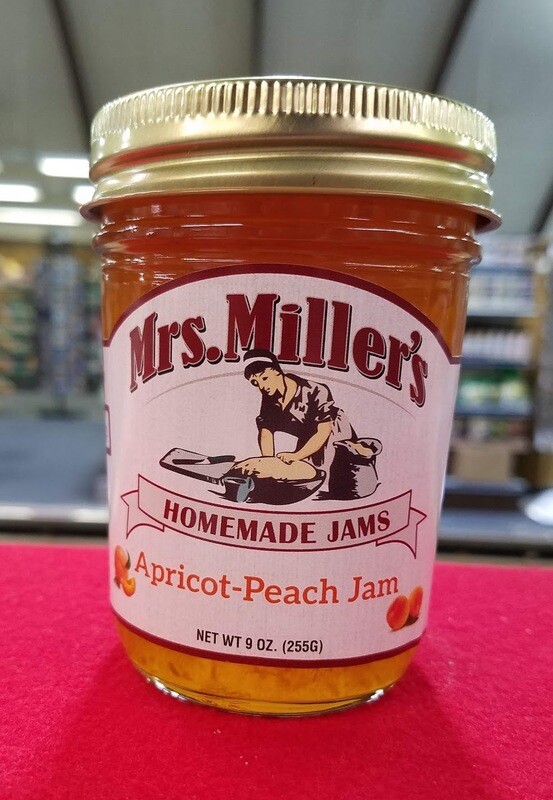 Mrs. Miller's
HOMEMADE JAMS
Apricot-Peach Jam
NET WT 9 OZ. (255G)